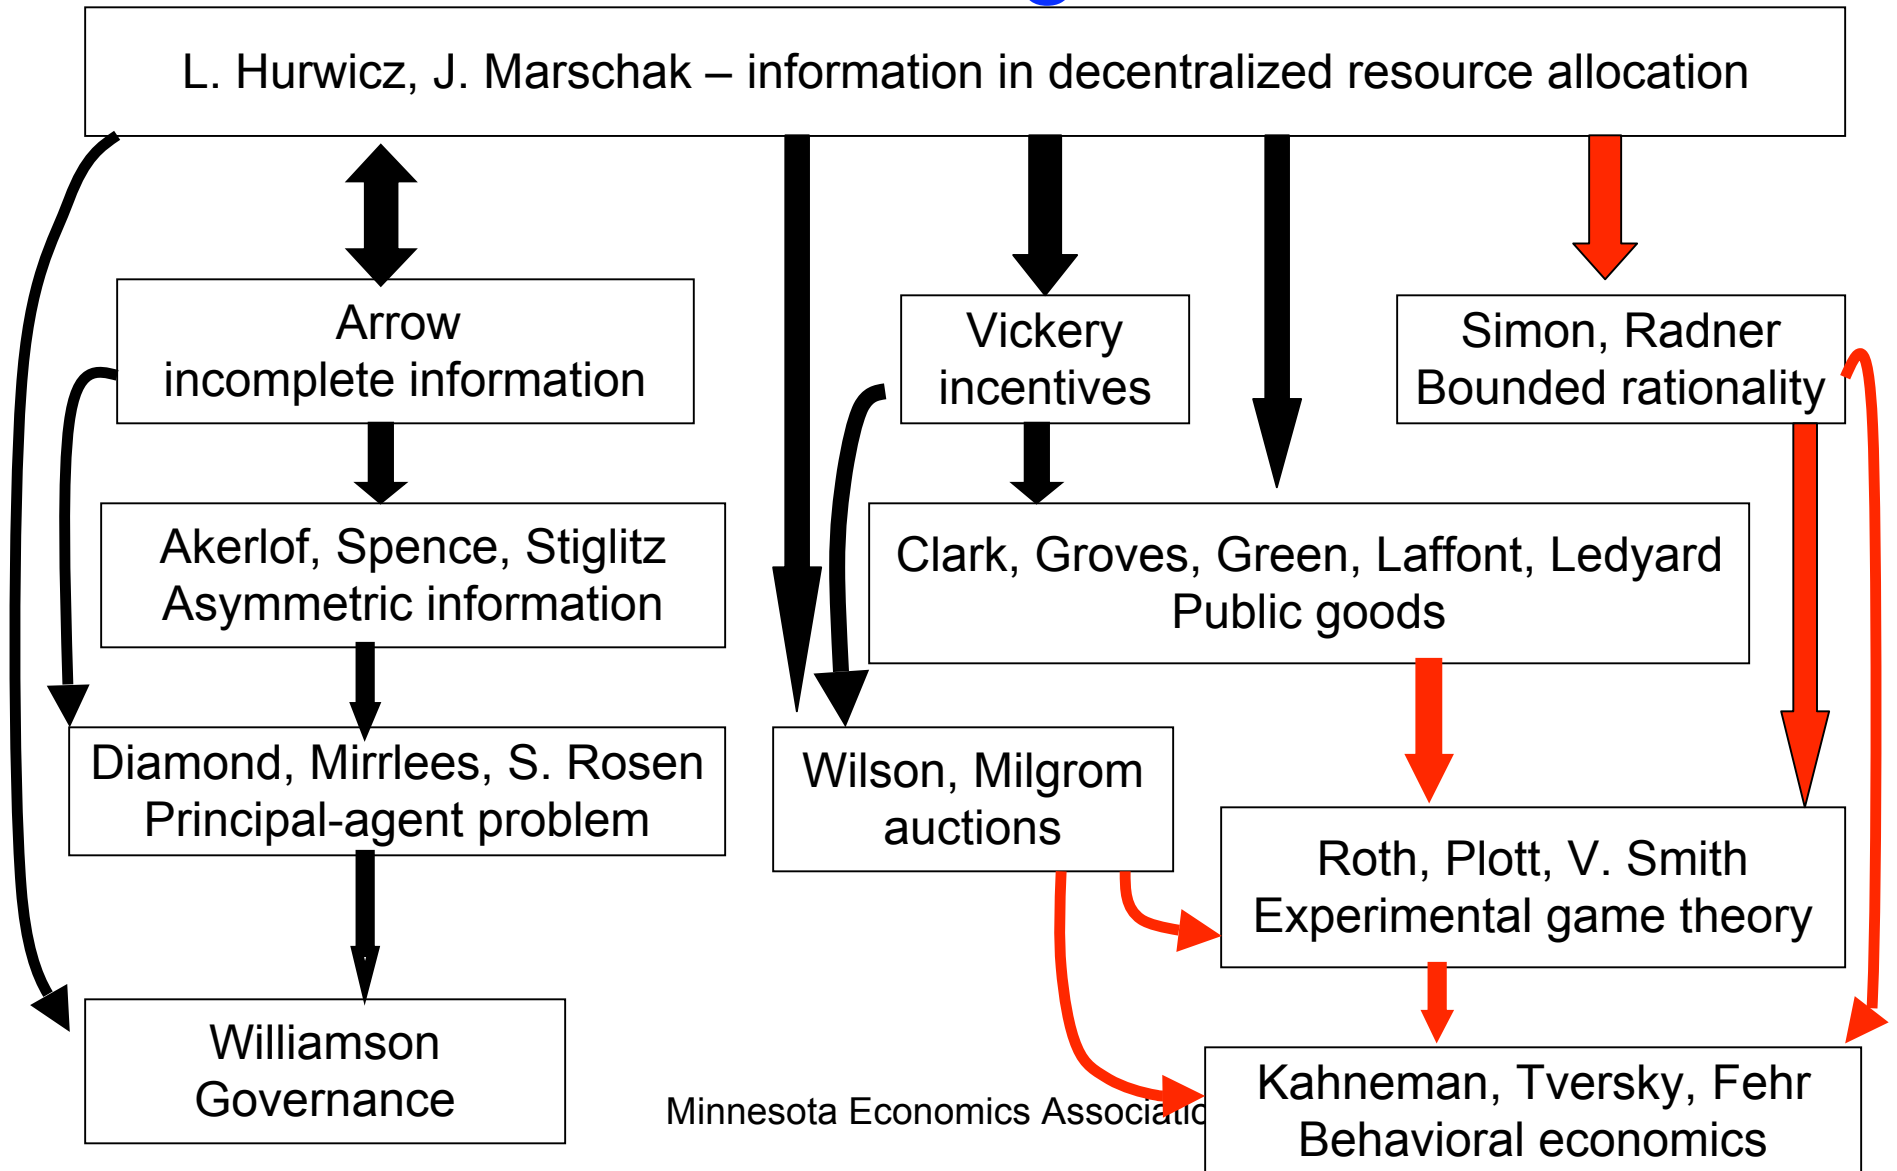 L. Hurwicz, J. Marschak – information in decentralized resource allocation
Arrow
incomplete information
Vickery
incentives
Simon, Radner
Bounded rationality
Akerlof, Spence, Stiglitz
Asymmetric information
Clark, Groves, Green, Laffont, Ledyard
Public goods
Diamond, Mirrlees, S. Rosen
Principal-agent problem
Wilson, Milgrom
auctions
Roth, Plott, V. Smith
Experimental game theory
Williamson
Governance
Minnesota Economics Associatio
Kahneman, Tversky, Fehr
Behavioral economics